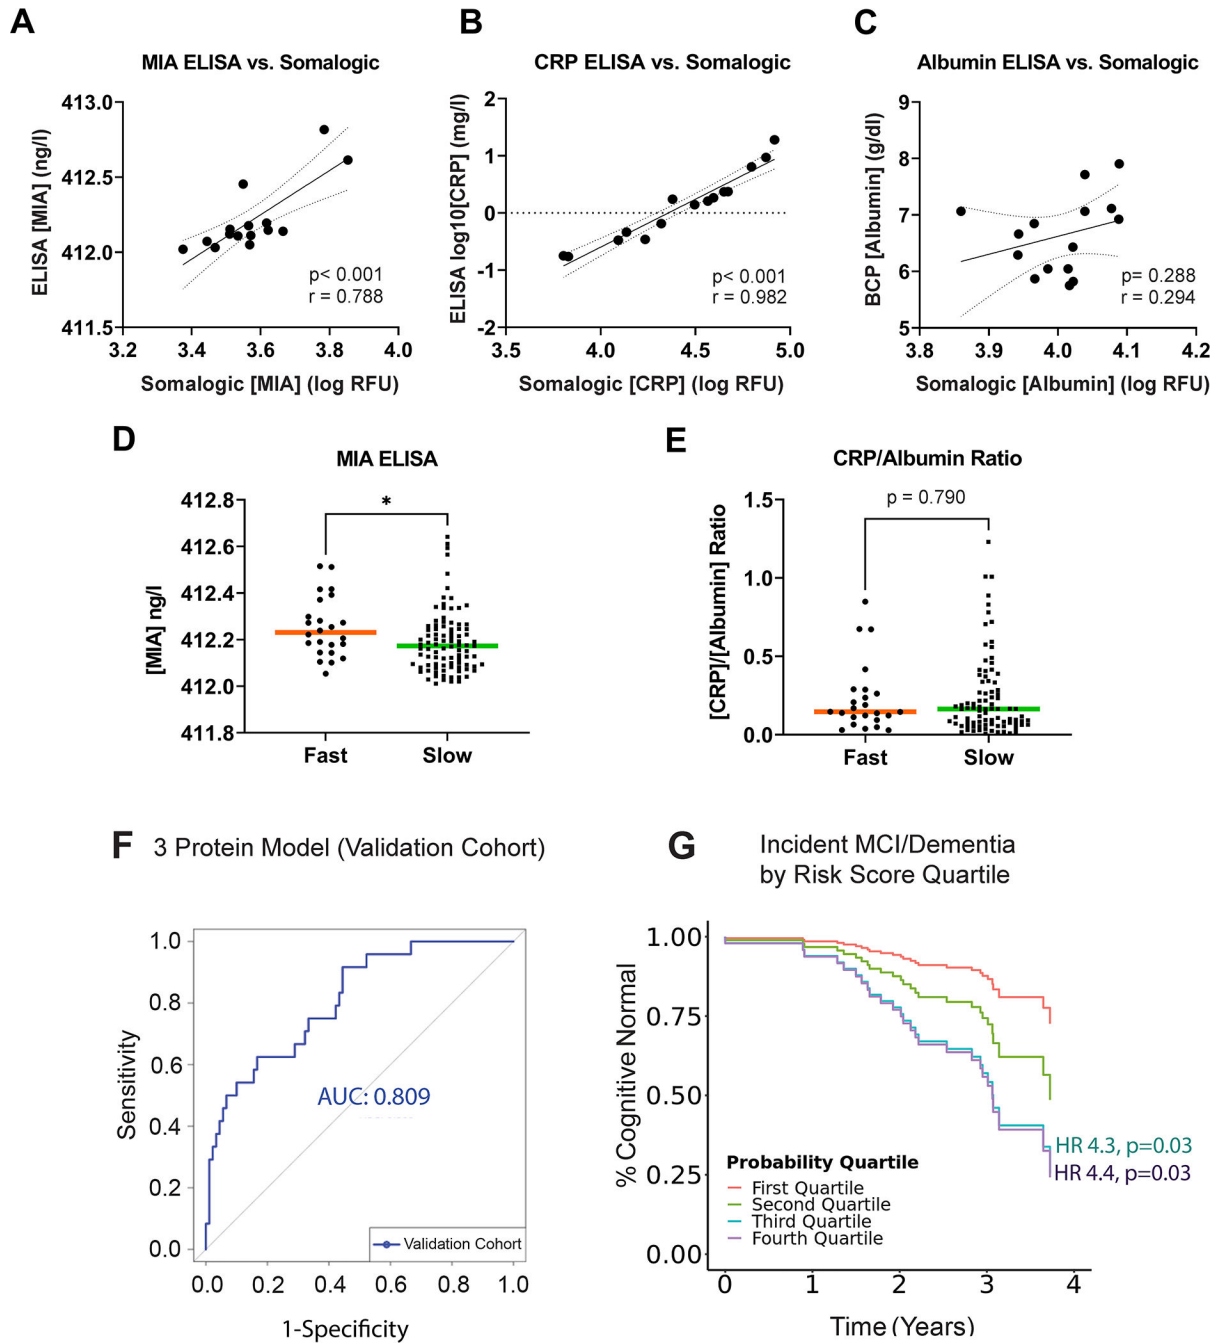 A
B
C
MIA ELISA vs. Somalogic
CRP ELISA vs. Somalogic
Albumin ELISA vs. Somalogic
ELISA [MIA] (ng/l)
413.0
412.5
412.0
411.5
p< 0.001
r = 0.788
3.2 3.4 3.6 3.8 4.0
Somalogic [MIA] (log RFU)
ELISA log10[CRP] (mg/l)
2
1
0
-1
-2
p< 0.001
r = 0.982
3.5 4.0 4.5 5.0
Somalogic [CRP] (log RFU)
BCP [Albumin] (g/dl)
9
8
7
6
5
p= 0.288
r = 0.294
3.8 3.9 4.0 4.1 4.2
Somalogic [Albumin] (log RFU)
D
MIA ELISA
[MIA] ng/l
412.8
412.6
412.4
412.2
412.0
411.8
*
Fast Slow
E
CRP/Albumin Ratio
[CRP]/[Albumin] Ratio
1.5
1.0
0.5
0.0
p = 0.790
Fast Slow
F 3 Protein Model (Validation Cohort)
Sensitivity
1.0
0.8
0.6
0.4
0.2
0.0
AUC: 0.809
Validation Cohort
0.0 0.2 0.4 0.6 0.8 1.0
1-Specificity
G
Incident MCI/Dementia
by Risk Score Quartile
% Cognitive Normal
1.00
0.75
0.50
0.25
0.00
HR 4.3, p=0.03
HR 4.4, p=0.03
Probability Quartile
First Quartile
Second Quartile
Third Quartile
Fourth Quartile
0 1 2 3 4
Time (Years)